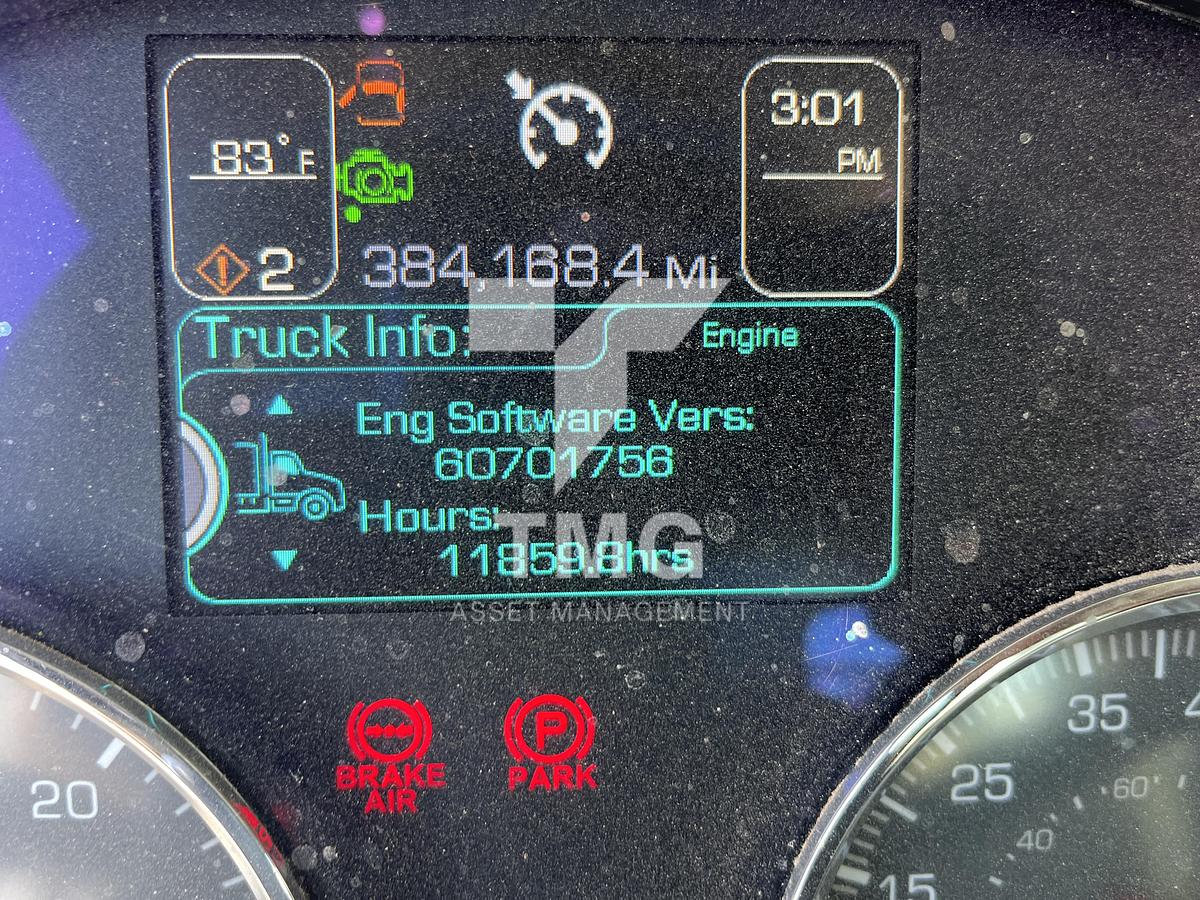 83°F
3:01
PM
2
384,168.4 Mi
Truck Info:
Engine
Eng Software Vers:
60701756
Hours:
11859.8hrs
TMG
ASSET MANAGEMENT
BRAKE
AIR
P
PARK
20
35
25
60
40
15